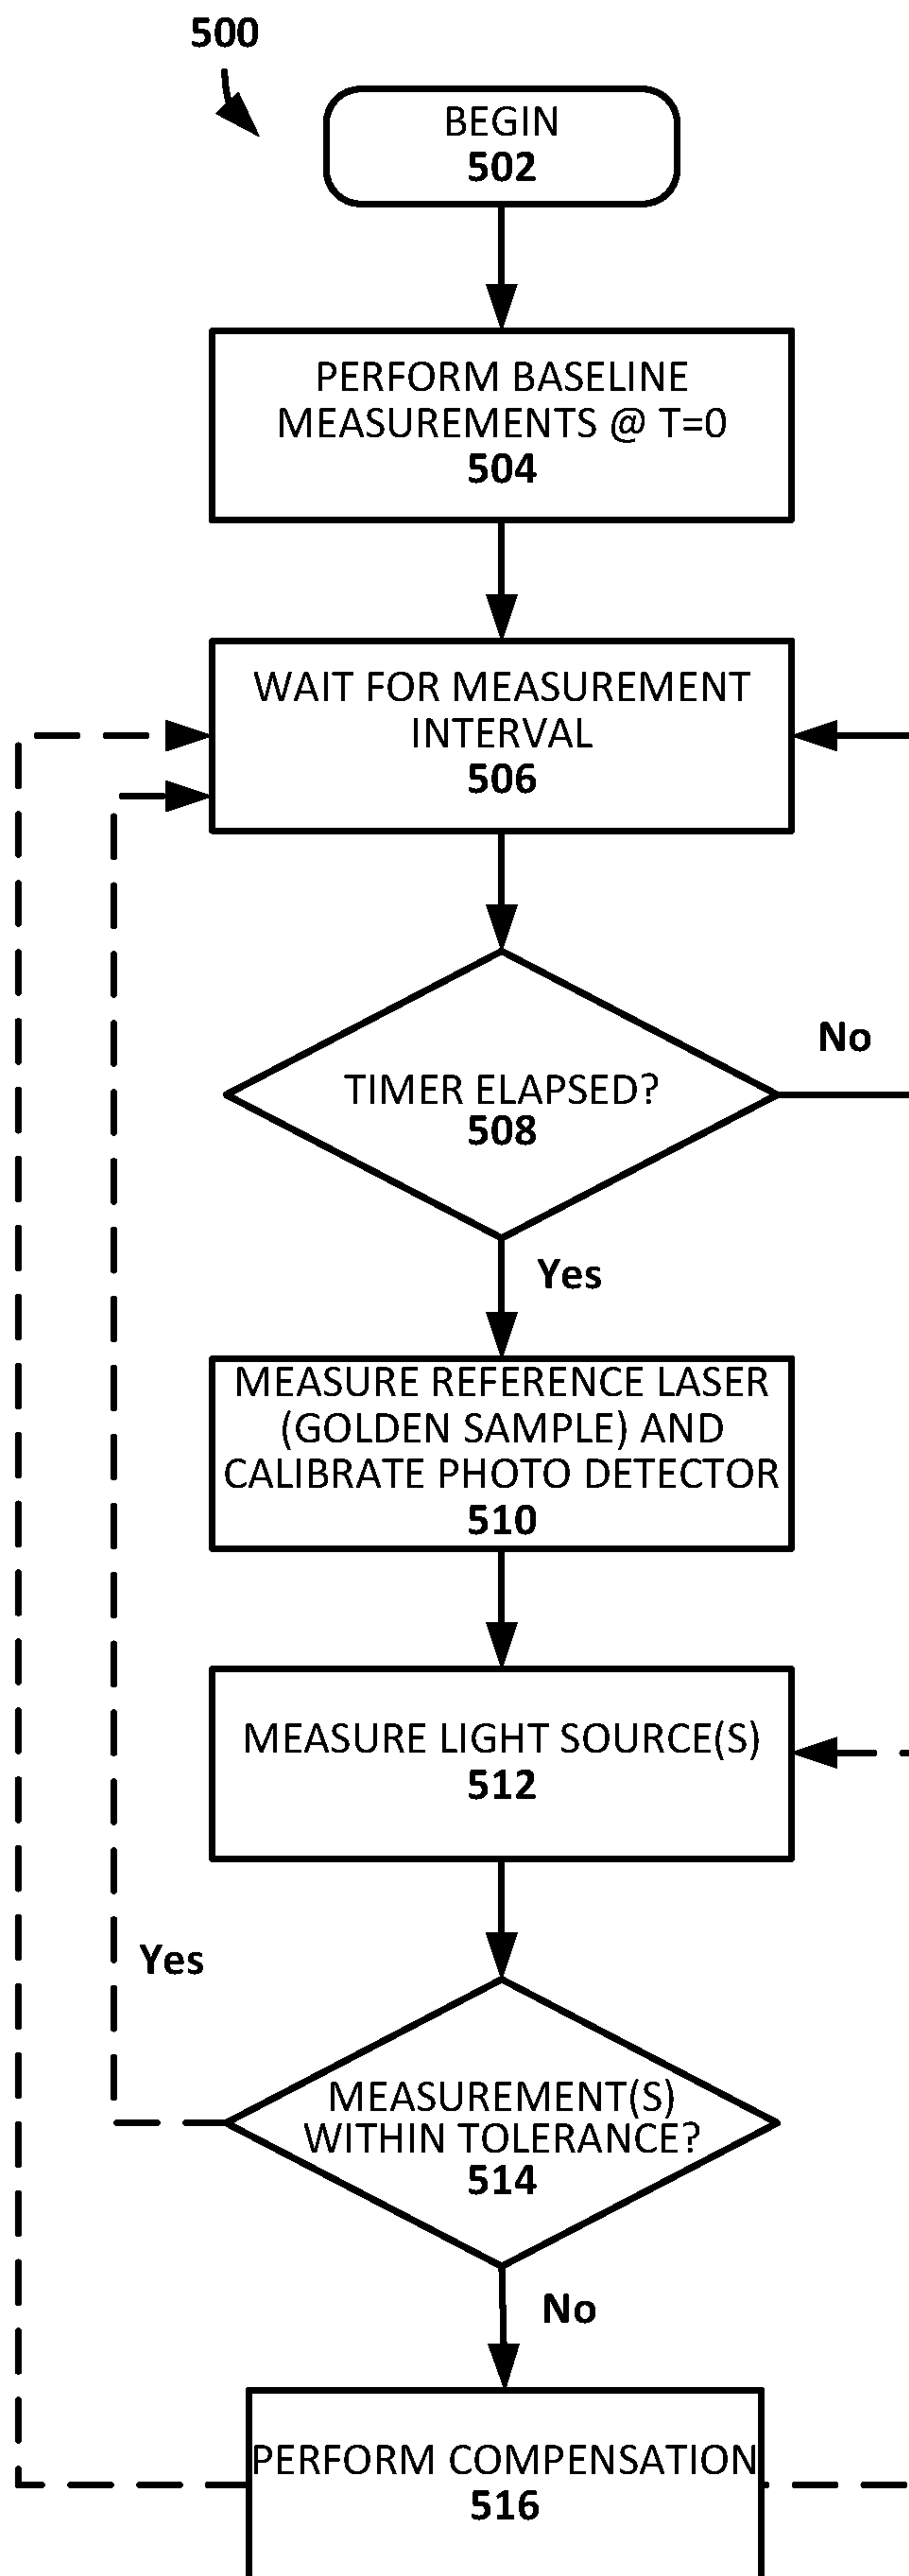 500
BEGIN
502
PERFORM BASELINE
MEASUREMENTS @ T=0
504
WAIT FOR MEASUREMENT
INTERVAL
506
No
TIMER ELAPSED?
508
Yes
MEASURE REFERENCE LASER
(GOLDEN SAMPLE) AND
CALIBRATE PHOTO DETECTOR
510
MEASURE LIGHT SOURCE(S)
512
Yes
MEASUREMENT(S)
WITHIN TOLERANCE?
514
No
PERFORM COMPENSATION
516